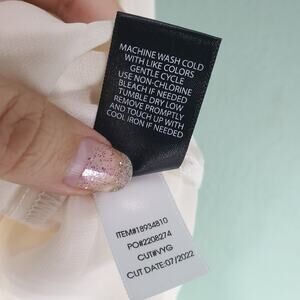 MACHINE WASH COLD
WITH LIKE COLORS
GENTLE CYCLE
USE NON-CHLORINE
BLEACH IF NEEDED
TUMBLE DRY LOW
REMOVE PROMPTLY
AND TOUCH UP WITH
COOL IRON IF NEEDED
ITEM#18934810
PO#2208274
CUT#VYG
CUT DATE:07/2022